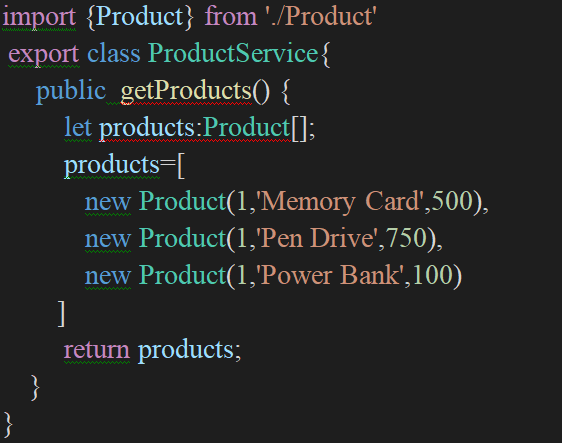 import {Product} from './Product'
export class ProductService{
public getProducts() {
let products:Product[];
products=[
new Product(1,'Memory Card',500),
new Product(1,'Pen Drive',750),
new Product(1,'Power Bank',100)
]
return products;
}
}